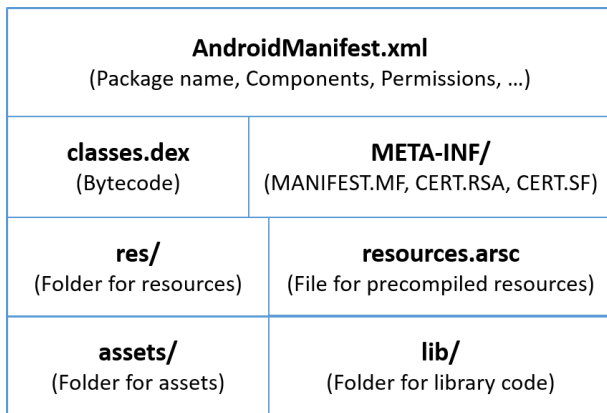 AndroidManifest.xml
(Package name, Components, Permissions, ...)
classes.dex
(Bytecode)
META-INF/
(MANIFEST.MF, CERT.RSA, CERT.SF)
res/
(Folder for resources)
resources.arsc
(File for precompiled resources)
assets/
(Folder for assets)
lib/
(Folder for library code)